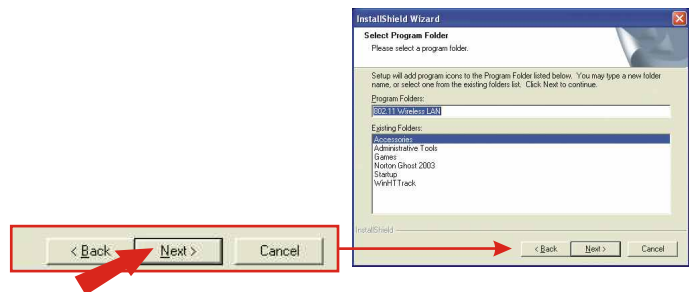 InstallShield Wizard
Select Program Folder
Please select a program folder.
Setup will add program icons to the Program Folder listed below. You may type a new folder
name, or select one from the existing folders list. Click Next to continue.
Program Folders:
802.11 Wireless LAN
Existing Folders:
Accessories
Administrative Tools
Games
Norton Ghost 2003
Startup
WinHTTrack
InstallShield
< Back Next > Cancel
< Back Next > Cancel